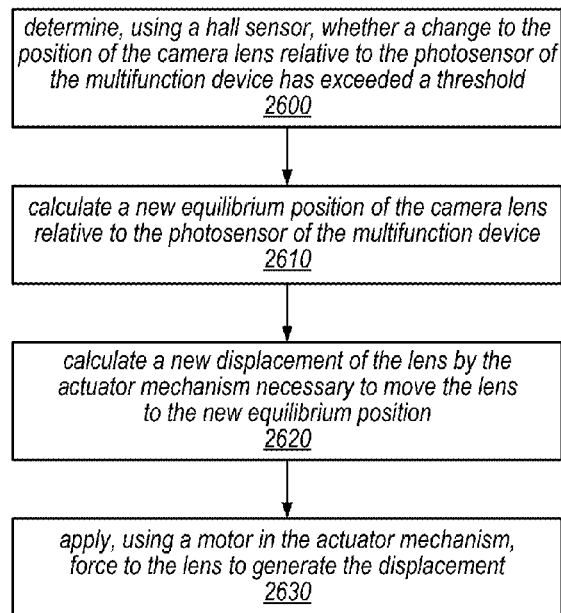 determine, using a hall sensor, whether a change to the
position of the camera lens relative to the photosensor of
the multifunction device has exceeded a threshold
2600
calculate a new equilibrium position of the camera lens
relative to the photosensor of the multifunction device
2610
calculate a new displacement of the lens by the
actuator mechanism necessary to move the lens
to the new equilibrium position
2620
apply, using a motor in the actuator mechanism,
force to the lens to generate the displacement
2630